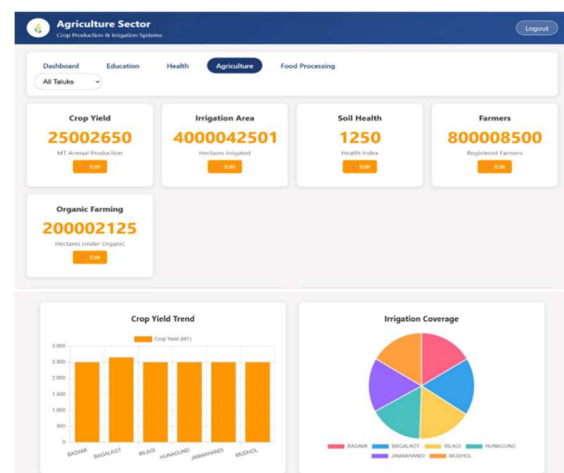 Agriculture Sector
Crop Production & Irrigation Systems
Logout
Dashboard Education Health Agriculture Food Processing
All Taluks
Crop Yield
25002650
MT Annual Production
Edit
Irrigation Area
4000042501
Hectares Irrigated
Edit
Soil Health
1250
Health Index
Edit
Farmers
800008500
Registered Farmers
Edit
Organic Farming
200002125
Hectares Under Organic
Edit
Crop Yield Trend
Crop Yield (MT)
3,000
2,500
2,000
1,500
1,000
500
0
BADAMI BAGALKOT BILAGI HUNAGUND JAMAKHANDI MUDHOL
Irrigation Coverage
BADAMI BAGALKOT BILAGI HUNAGUND
JAMAKHANDI MUDHOL